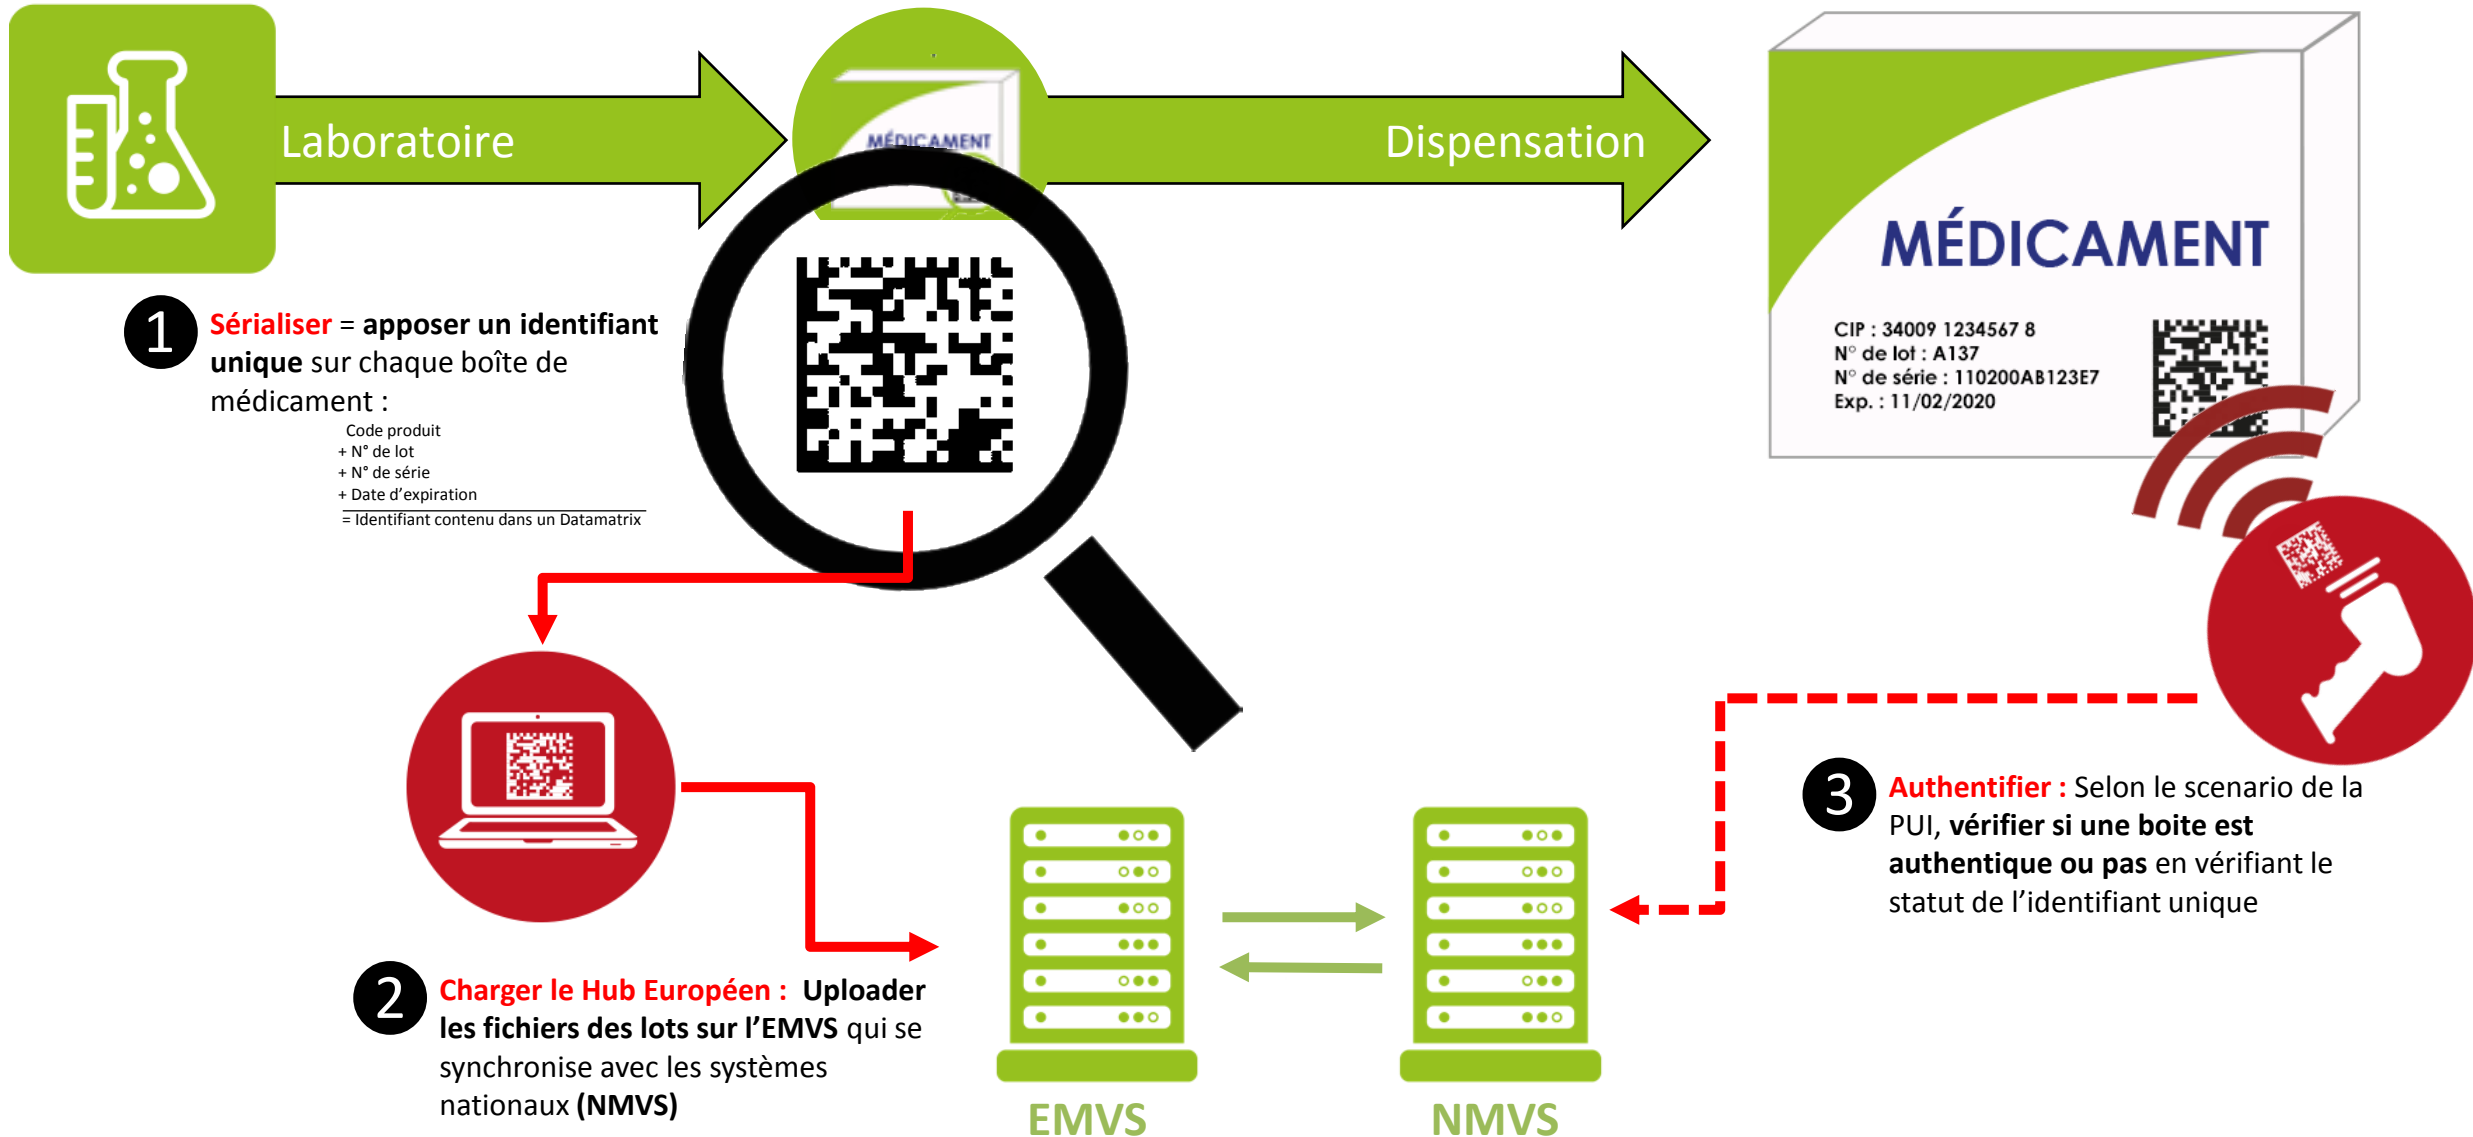 Laboratoire
MÉDICAMENT
Dispensation
MÉDICAMENT
CIP : 34009 1234567 8
N° de lot : A137
N° de série : 110200AB123E7
Exp. : 11/02/2020
1
Sérialiser = apposer un identifiant
unique sur chaque boîte de
médicament :
Code produit
+ N° de lot
+ N° de série
+ Date d'expiration
= Identifiant contenu dans un Datamatrix
2
Charger le Hub Européen : Uploader
les fichiers des lots sur l'EMVS qui se
synchronise avec les systèmes
nationaux (NMVS)
EMVS
NMVS
3
Authentifier : Selon le scenario de la
PUI, vérifier si une boite est
authentique ou pas en vérifiant le
statut de l'identifiant unique